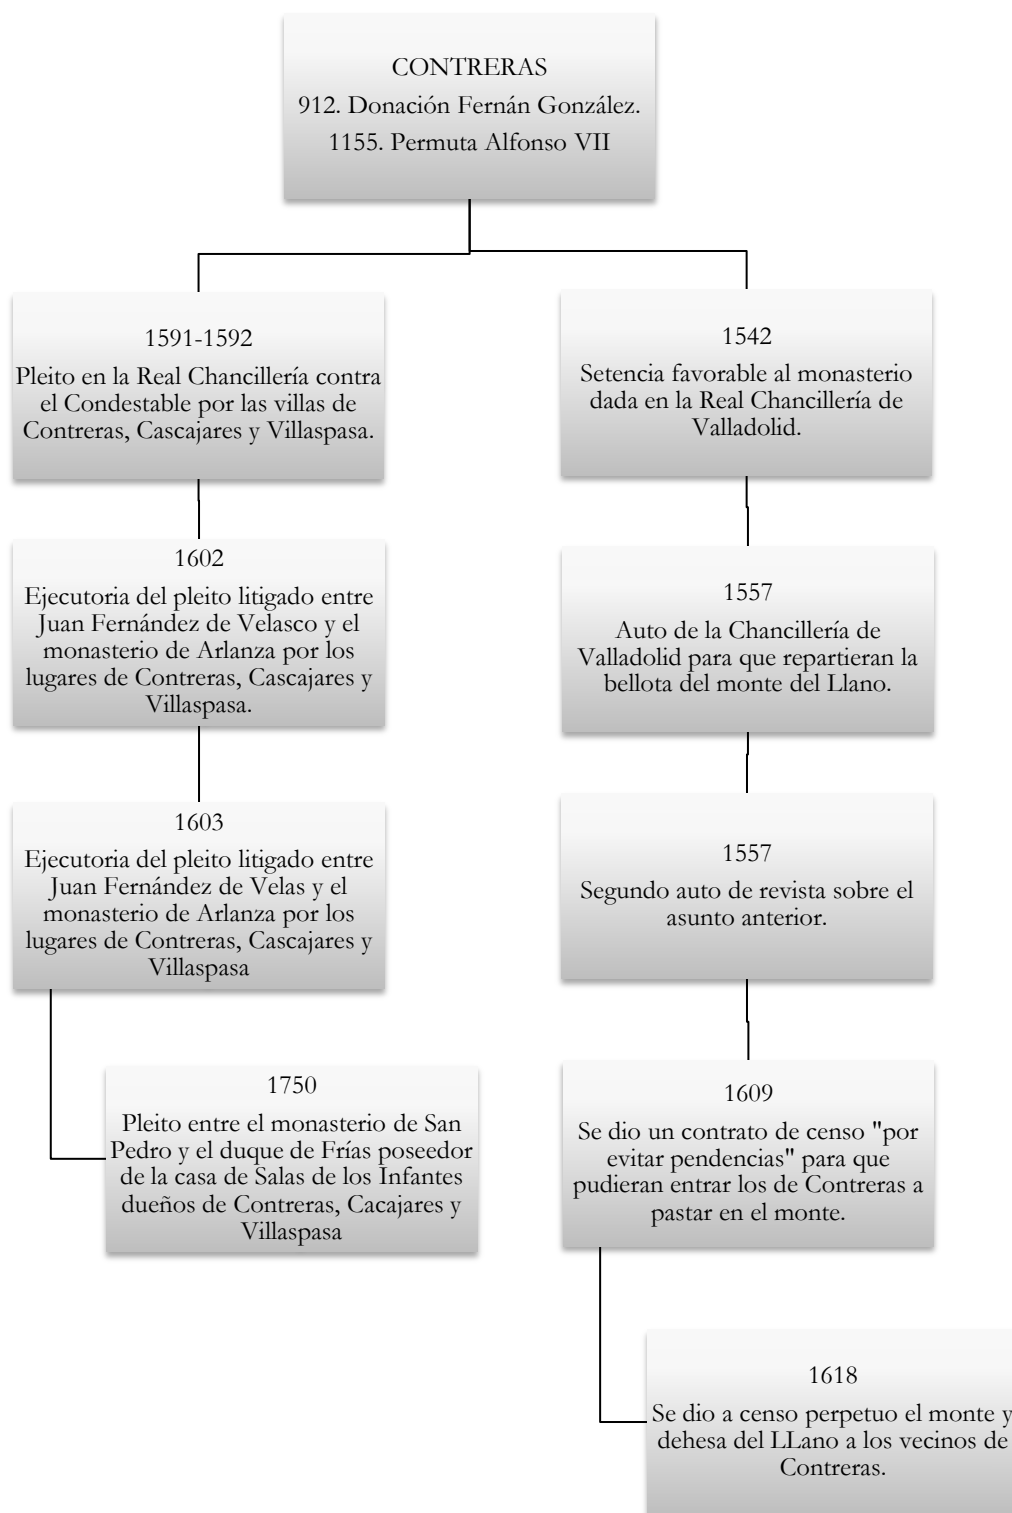 CONTRERAS
912. Donación Fernán González.
1155. Permuta Alfonso VII
1591-1592
Pleito en la Real Chancillería contra
el Condestable por las villas de
Contreras, Cascajares y Villaspasa.
1602
Ejecutoria del pleito litigado entre
Juan Fernández de Velasco y el
monasterio de Arlanza por los
lugares de Contreras, Cascajares y
Villaspasa.
1603
Ejecutoria del pleito litigado entre
Juan Fernández de Velas y el
monasterio de Arlanza por los
lugares de Contreras, Cascajares y
Villaspasa
1750
Pleito entre el monasterio de San
Pedro y el duque de Frías poseedor
de la casa de Salas de los Infantes
dueños de Contreras, Cacajares y
Villaspasa
1542
Setencia favorable al monasterio
dada en la Real Chancillería de
Valladolid.
1557
Auto de la Chancillería de
Valladolid para que repartieran la
bellota del monte del Llano.
1557
Segundo auto de revista sobre el
asunto anterior.
1609
Se dio un contrato de censo "por
evitar pendencias" para que
pudieran entrar los de Contreras a
pastar en el monte.
1618
Se dio a censo perpetuo el monte y
dehesa del LLano a los vecinos de
Contreras.